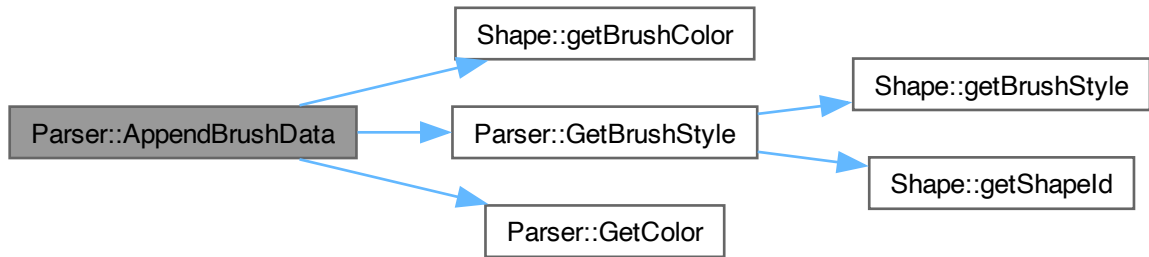 Shape::getBrushColor
Parser::AppendBrushData
Parser::GetBrushStyle
Shape::getBrushStyle
Shape::getShapeId
Parser::GetColor